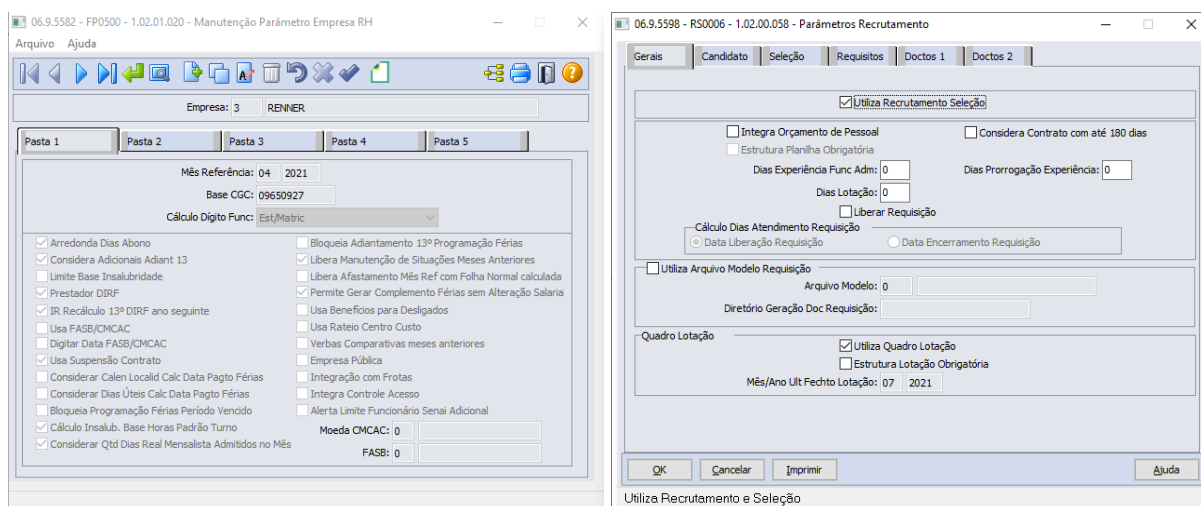 06.9.5582 - FP0500 - 1.02.01.020 - Manutenção Parâmetro Empresa RH
Arquivo Ajuda
Empresa: 3 RENNER
Pasta 1 Pasta 2 Pasta 3 Pasta 4 Pasta 5
Mês Referência: 04 2021
Base CGC: 09650927
Cálculo Dígito Func: Est/Matric
Arredonda Dias Abono
Considera Adicionais Adiant 13
Limite Base Insalubridade
Prestador DIRF
IR Recálculo 13º DIRF ano seguinte
Usa FASB/CMCAC
Digitar Data FASB/CMCAC
Usa Suspensão Contrato
Considerar Calen Localid Calc Data Pagto Férias
Considerar Dias Úteis Calc Data Pagto Férias
Bloqueia Programação Férias Período Vencido
Cálculo Insalub. Base Horas Padrão Turno
Considerar Qtd Dias Real Mensalista Admitidos no Mês
Bloqueia Adiantamento 13º Programação Férias
Libera Manutenção de Situações Meses Anteriores
Libera Afastamento Mês Ref com Folha Normal calculada
Permite Gerar Complemento Férias sem Alteração Salarial
Usa Benefícios para Desligados
Usa Rateio Centro Custo
Verbas Comparativas meses anteriores
Empresa Pública
Integração com Frotas
Integra Controle Acesso
Alerta Limite Funcionário Senai Adicional
Moeda CMCAC: 0
FASB: 0
06.9.5598 - RS0006 - 1.02.00.058 - Parâmetros Recrutamento
Gerais Candidato Seleção Requisitos Doctos 1 Doctos 2
Utiliza Recrutamento Seleção
Integra Orçamento de Pessoal Considera Contrato com até 180 dias
Estrutura Planilha Obrigatória
Dias Experiência Func Adm: 0 Dias Prorrogação Experiência: 0
Dias Lotação: 0
Liberar Requisição
Cálculo Dias Atendimento Requisição
Data Liberação Requisição Data Encerramento Requisição
Utiliza Arquivo Modelo Requisição
Arquivo Modelo: 0
Diretório Geração Doc Requisição:
Quadro Lotação
Utiliza Quadro Lotação
Estrutura Lotação Obrigatória
Mês/Ano Ult Fechto Lotação: 07 2021
OK Cancelar Imprimir Ajuda
Utiliza Recrutamento e Seleção